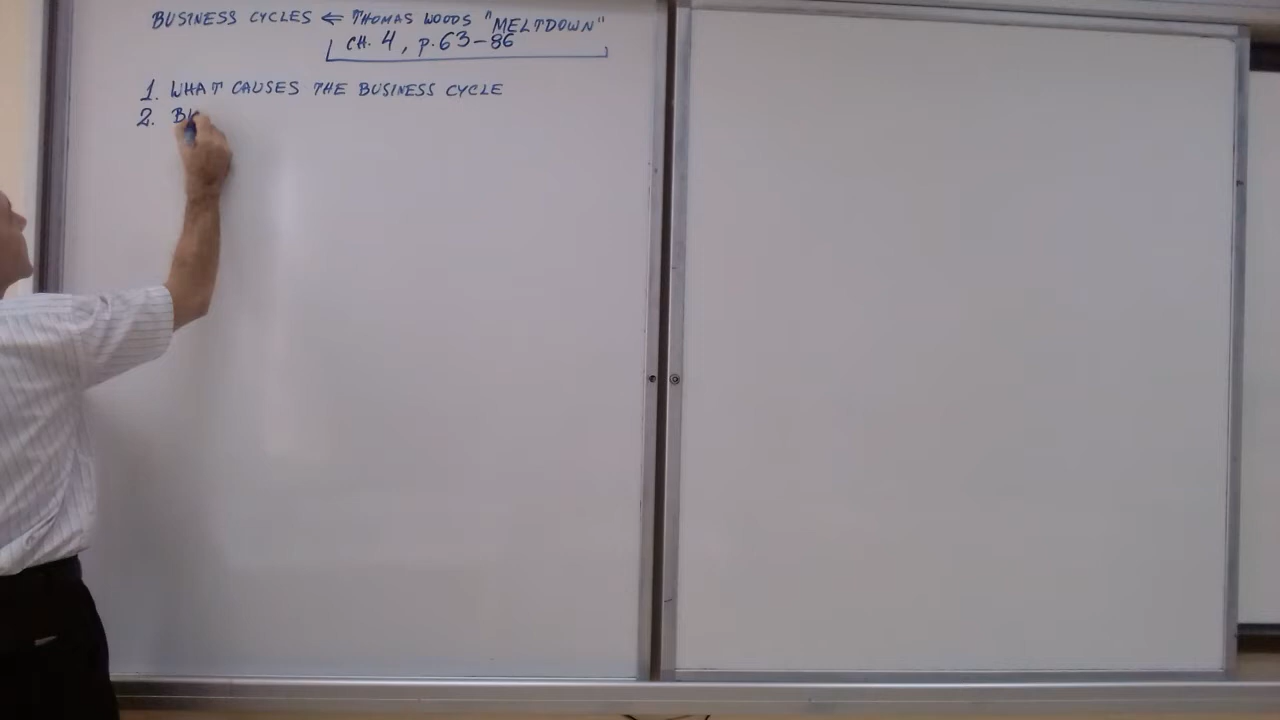 BUSINESS CYCLES ⇐ THOMAS WOODS "MELTDOWN"
CH. 4, p. 63-86
1. WHAT CAUSES THE BUSINESS CYCLE
2.